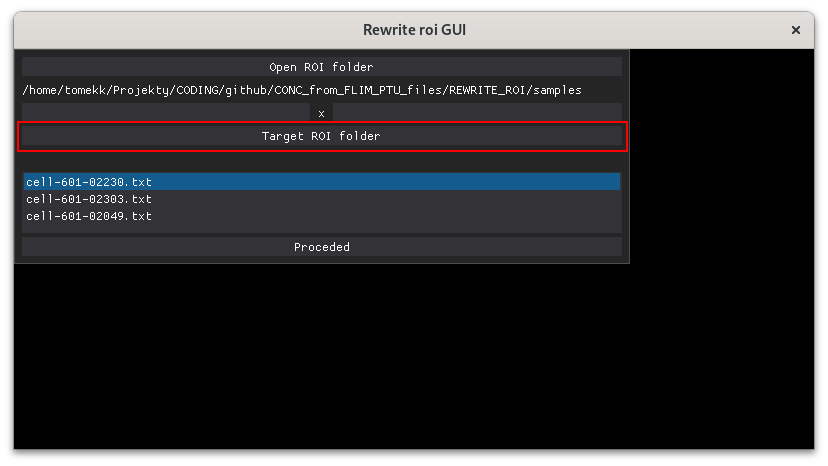 Rewrite roi GUI
Open ROI folder
/home/tomekk/Projekty/CODING/github/CONC_from_FLIM_PTU_files/REWRITE_ROI/samples
x
Target ROI folder
cell-601-02230.txt
cell-601-02303.txt
cell-601-02049.txt
Proceded